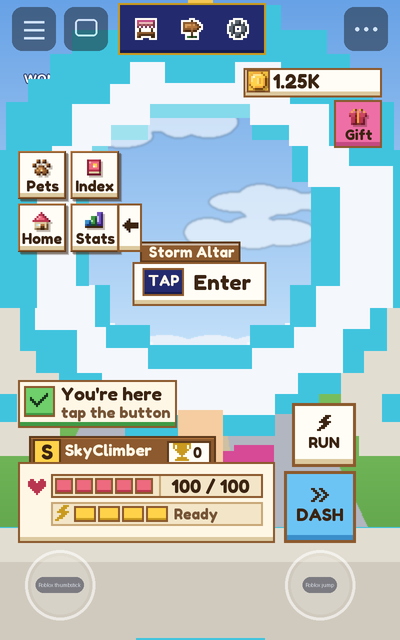 1.25K
Gift
Pets
Index
Home
Stats
Storm Altar
TAP Enter
You're here
tap the button
RUN
S SkyClimber 0
100 / 100
DASH
Ready
Roblox thumbstick
Roblox jump